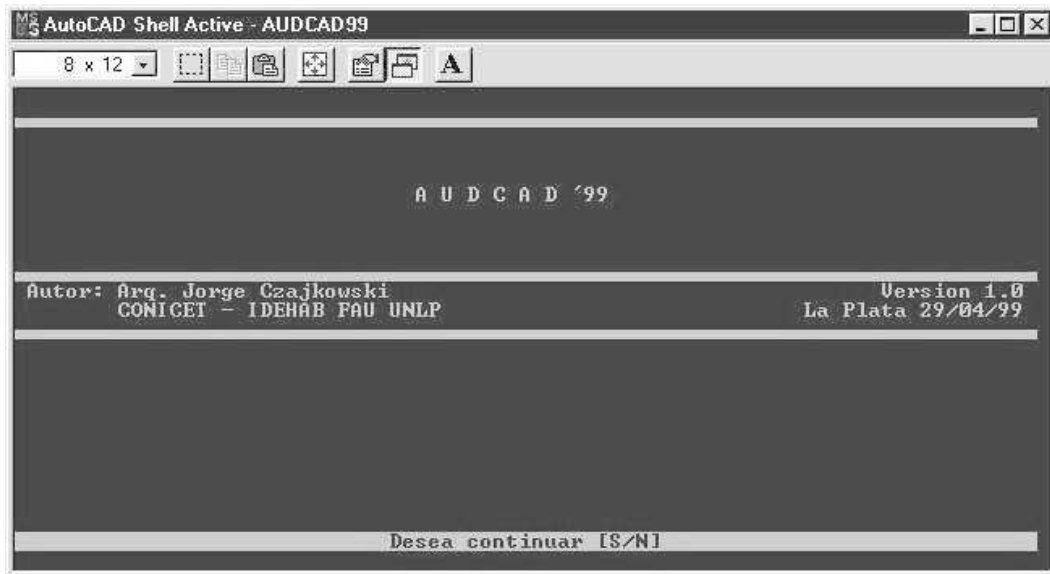 AutoCAD Shell Active - AUDCAD99
8 x 12 A
A U D C A D ´99
Autor: Arq. Jorge Czajkowski Version 1.0
CONICET - IDEHAB FAU UNLP La Plata 29/04/99
Desea continuar [S/N]